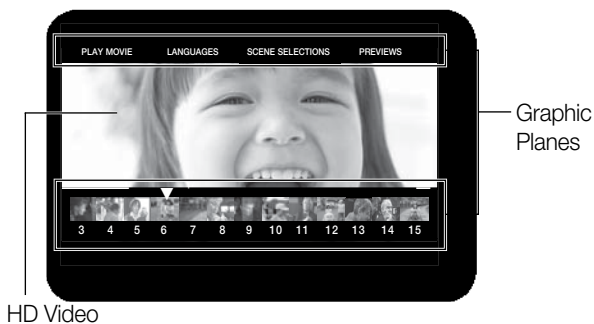 PLAY MOVIE LANGUAGES SCENE SELECTIONS PREVIEWS
Graphic
Planes
3 4 5 6 7 8 9 10 11 12 13 14 15
HD Video